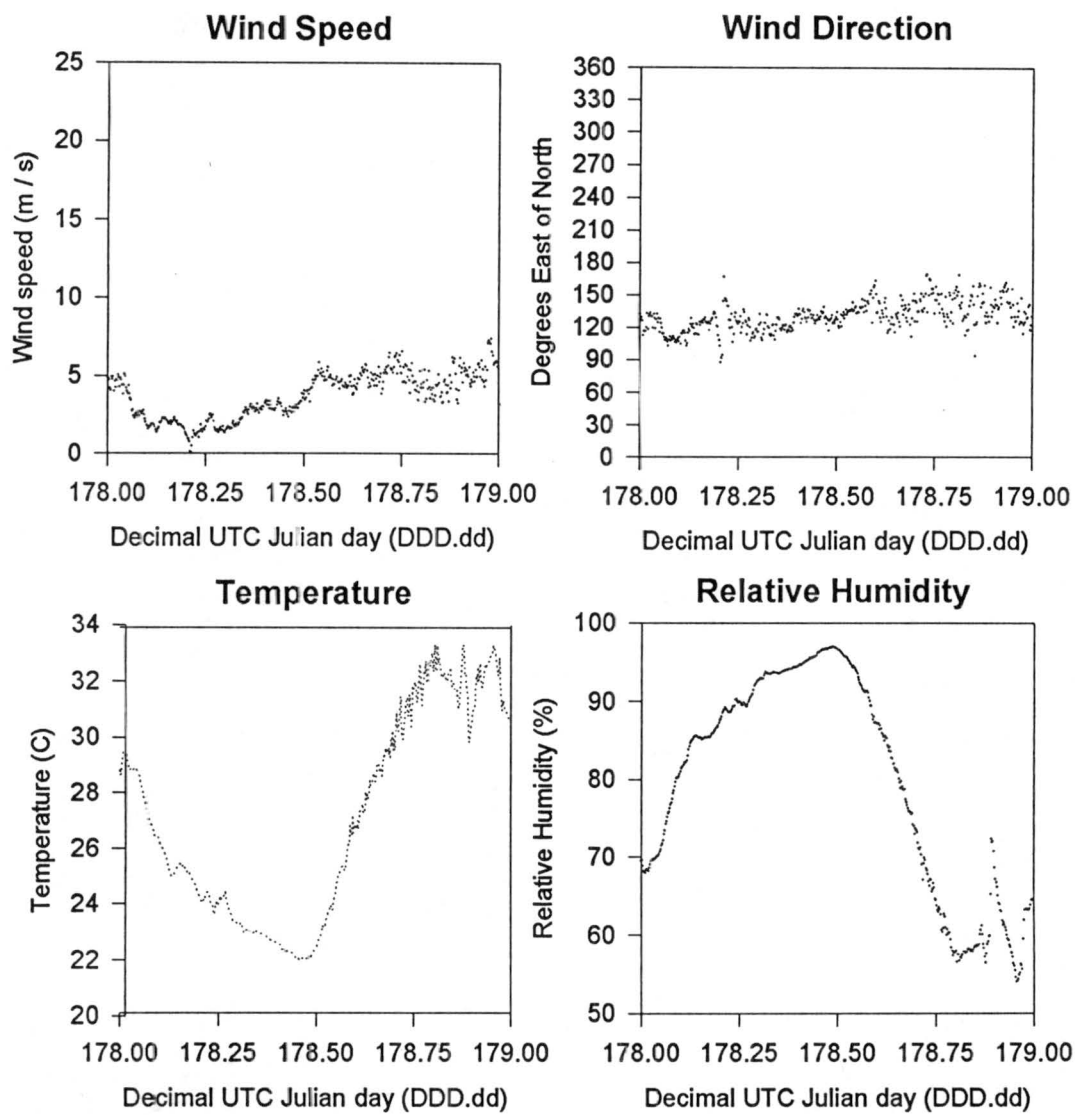 Wind Speed
25
20
15
10
5
0
Wind speed (m / s)
178.00 178.25 178.50 178.75 179.00
Decimal UTC Julian day (DDD.dd)
Wind Direction
360
330
300
270
240
210
180
150
120
90
60
30
0
Degrees East of North
178.00 178.25 178.50 178.75 179.00
Decimal UTC Julian day (DDD.dd)
Temperature
34
32
30
28
26
24
22
20
Temperature (C)
178.00 178.25 178.50 178.75 179.00
Decimal UTC Julian day (DDD.dd)
Relative Humidity
100
90
80
70
60
50
Relative Humidity (%)
178.00 178.25 178.50 178.75 179.00
Decimal UTC Julian day (DDD.dd)